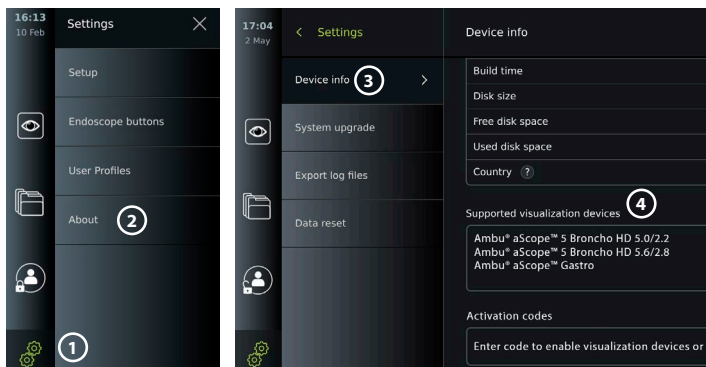 16:13
10 Feb
Settings
Setup
Endoscope buttons
User Profiles
About
2
1
17:04
2 May
Settings
Device info
3
System upgrade
Export log files
Data reset
Device info
Build time
Disk size
Free disk space
Used disk space
Country ?
Supported visualization devices
4
Ambu® aScope™ 5 Broncho HD 5.0/2.2
Ambu® aScope™ 5 Broncho HD 5.6/2.8
Ambu® aScope™ Gastro
Activation codes
Enter code to enable visualization devices or